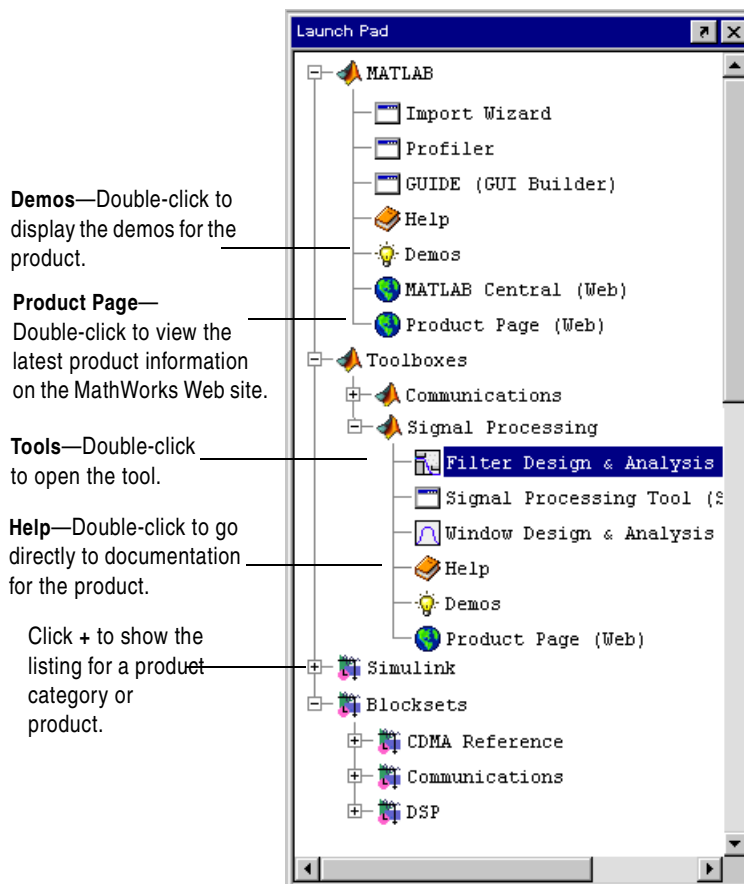 Launch Pad
MATLAB
Import Wizard
Profiler
GUIDE (GUI Builder)
Help
Demos
MATLAB Central (Web)
Product Page (Web)
Toolboxes
Communications
Signal Processing
Filter Design & Analysis
Signal Processing Tool (S
Window Design & Analysis
Help
Demos
Product Page (Web)
Simulink
Blocksets
CDMA Reference
Communications
DSP
Demos—Double-click to
display the demos for the
product.
Product Page—
Double-click to view the
latest product information
on the MathWorks Web site.
Tools—Double-click
to open the tool.
Help—Double-click to go
directly to documentation
for the product.
Click + to show the
listing for a product
category or
product.